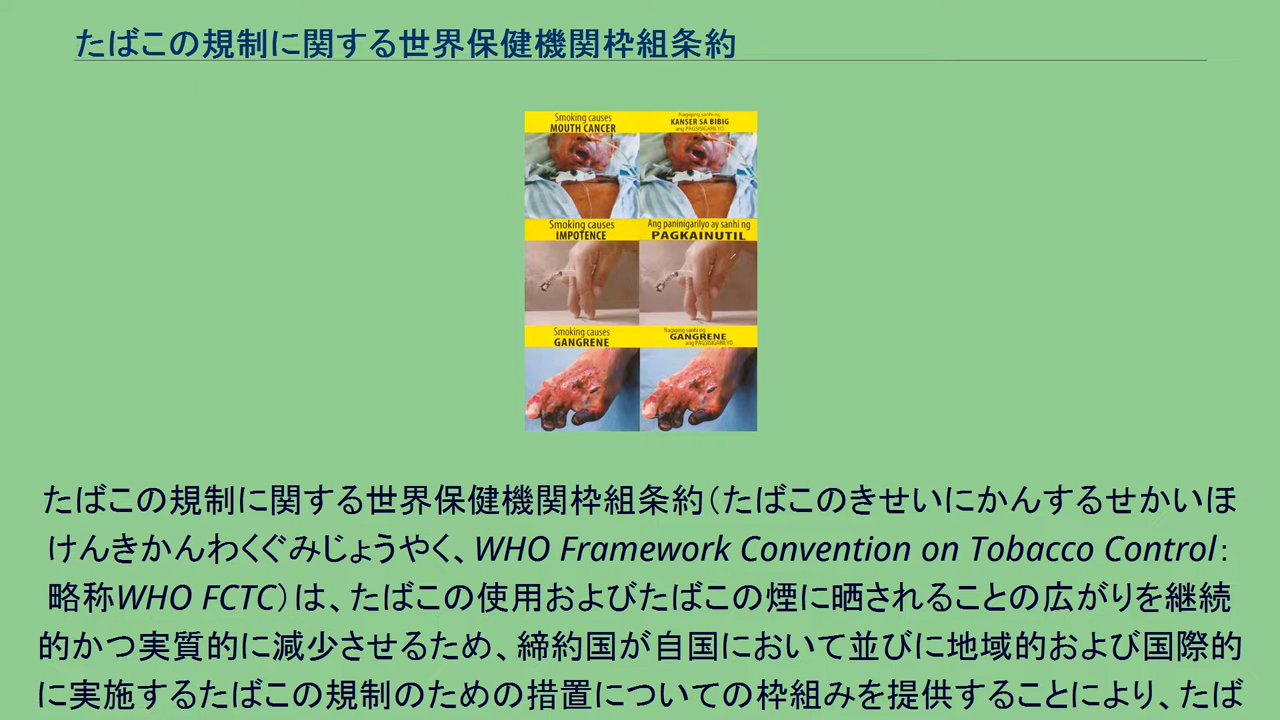 たばこの規制に関する世界保健機関枠組条約
Smoking causes
MOUTH CANCER
Nagiging sanhi ng
KANSER SA BIBIG
ang PAGSISIGARILYO
Smoking causes
IMPOTENCE
Ang paninigarilyo ay sanhi ng
PAGKAINUTIL
Smoking causes
GANGRENE
Nagiging sanhi ng
GANGRENE
ang PAGSISIGARILYO
たばこの規制に関する世界保健機関枠組条約（たばこのきせいにかんするせかいほ
けんきかんわくぐみじょうやく、WHO Framework Convention on Tobacco Control：
略称WHO FCTC）は、たばこの使用およびたばこの煙に晒されることの広がりを継続
的かつ実質的に減少させるため、締約国が自国において並びに地域的および国際的
に実施するたばこの規制のための措置についての枠組みを提供することにより、たば